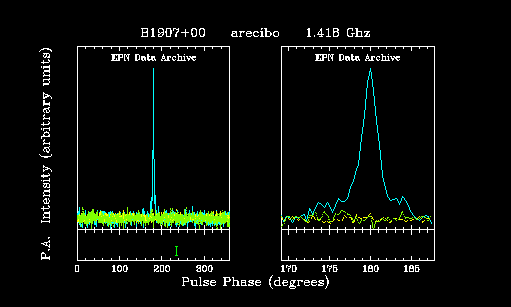 B1907+00 arecibo 1.418 Ghz
EPN Data Archive EPN Data Archive
P.A. Intensity (arbitrary units)
0 100 200 300 170 175 180 185
Pulse Phase (degrees)